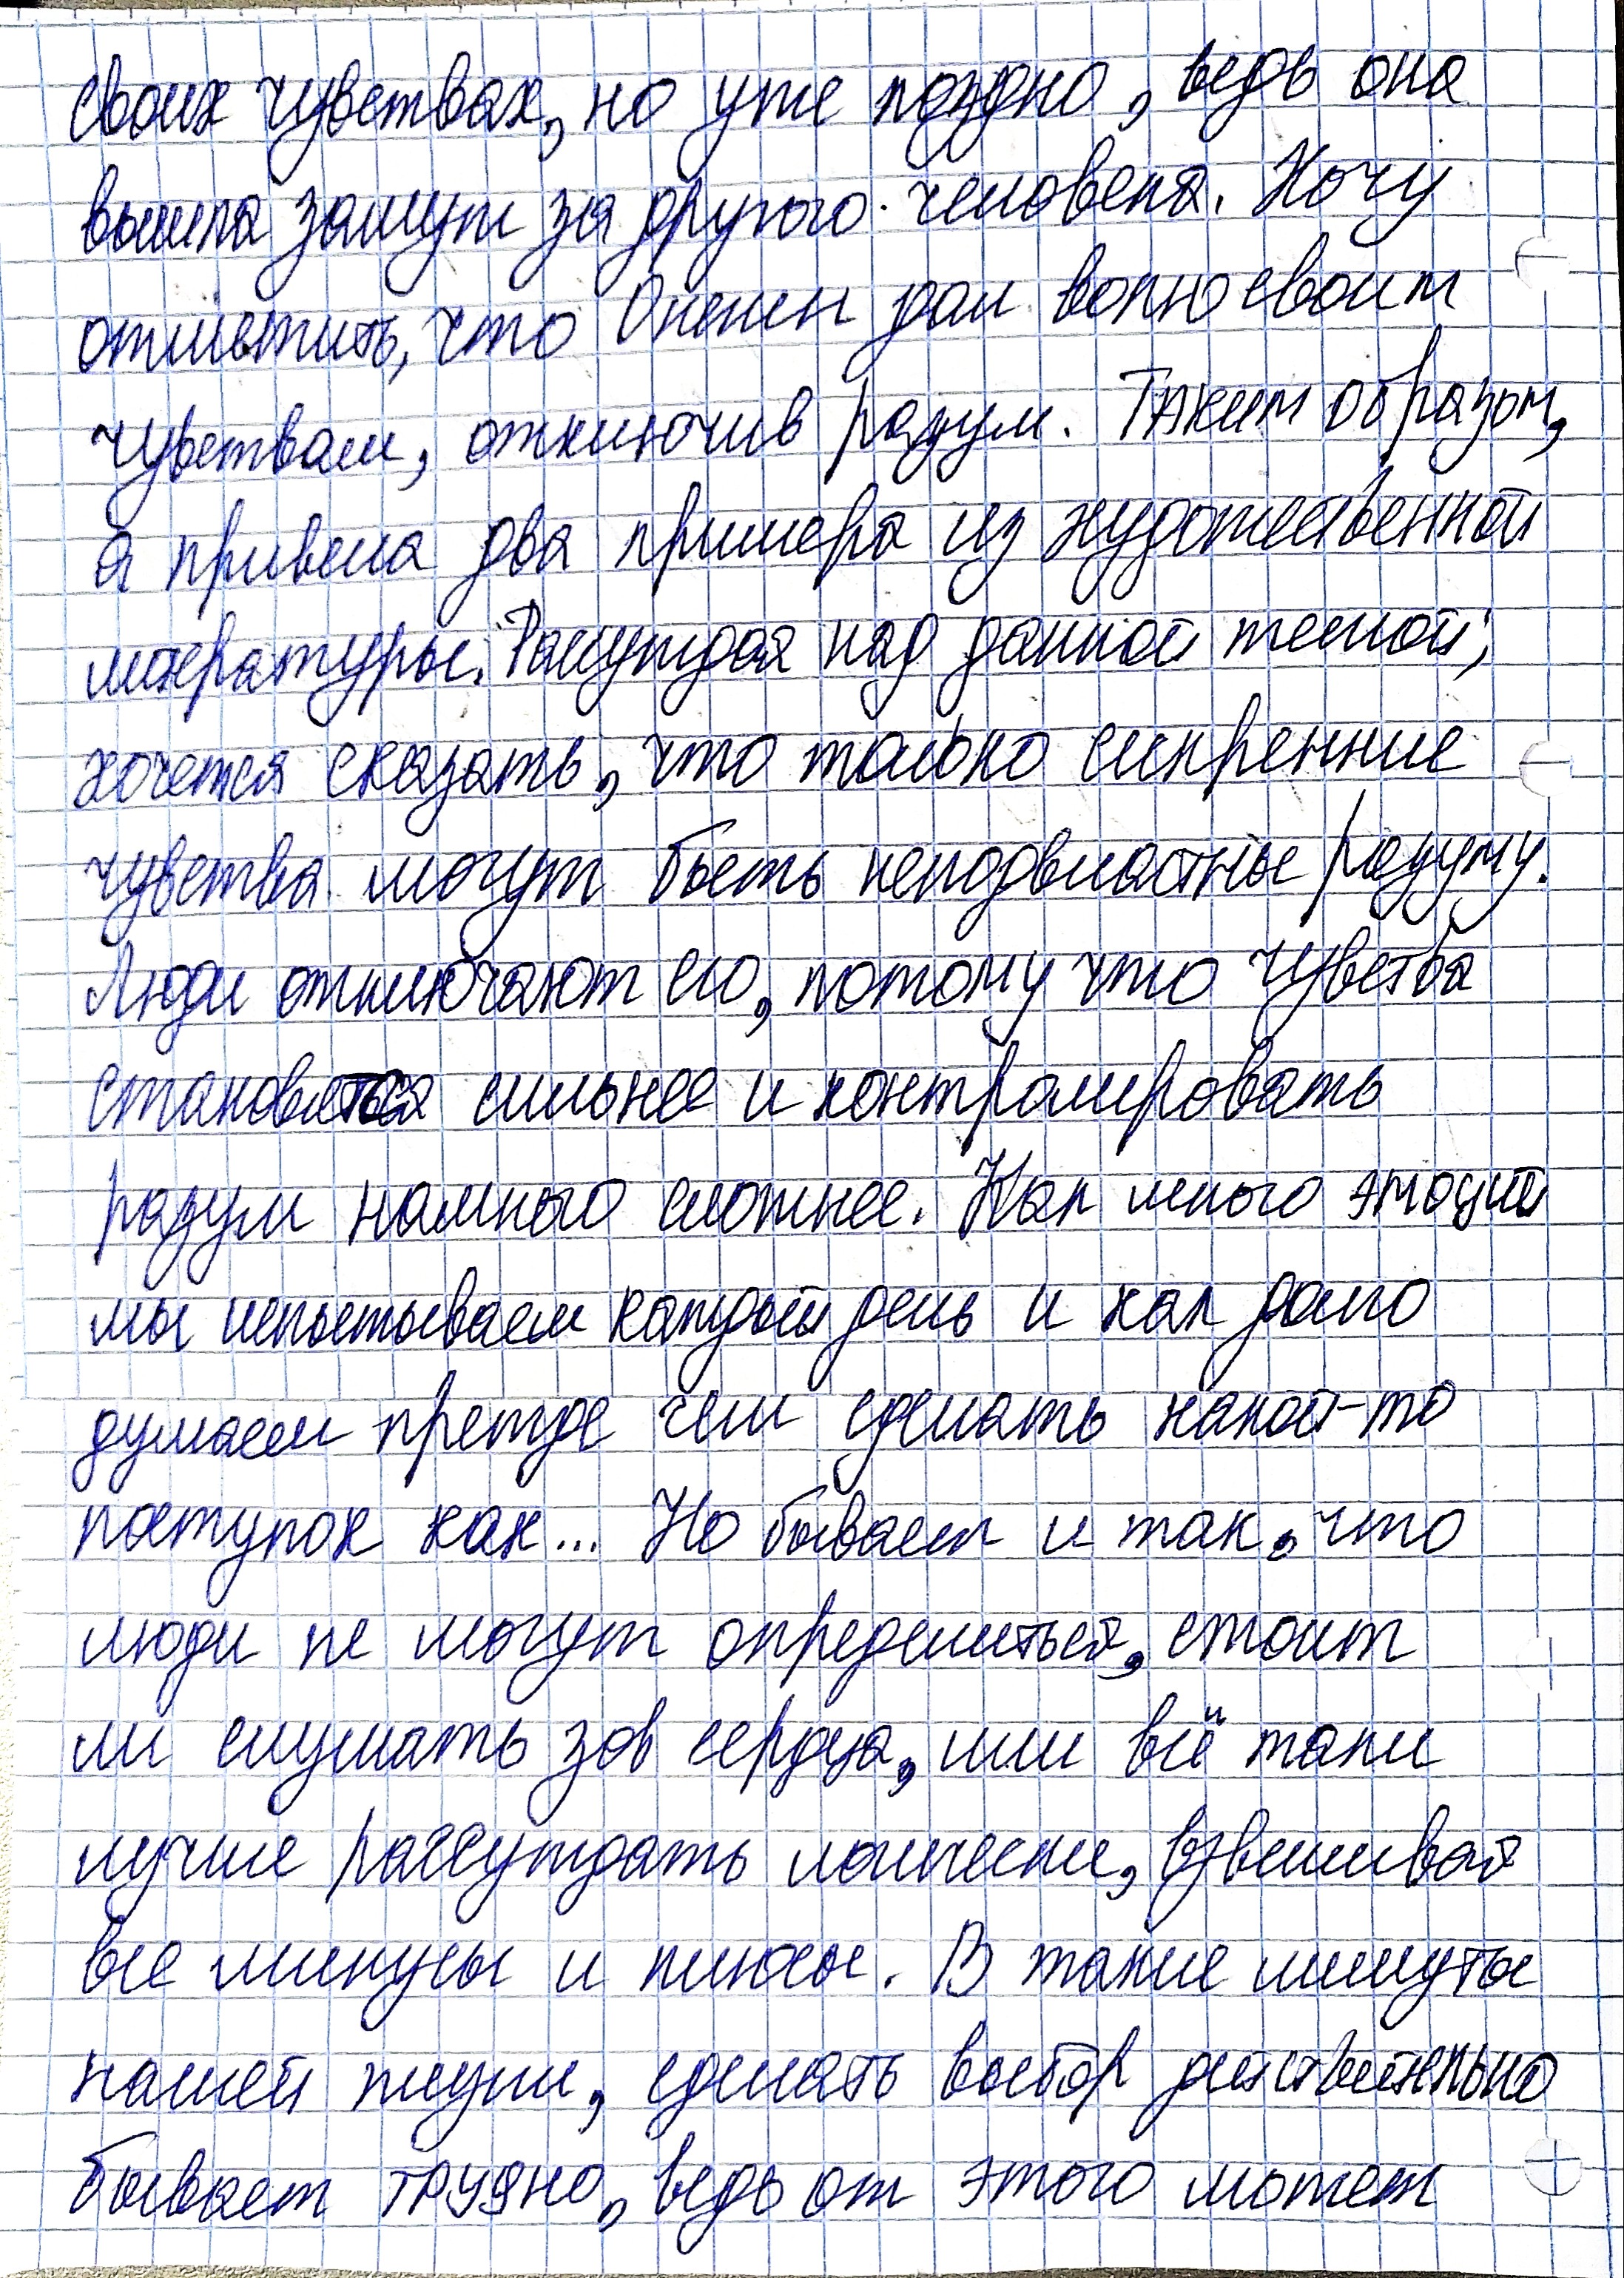 своих чувствах, но уже поздно, ведь она
вышла замуж за другого человека. Хочу
отметить, что Онегин дал волю своим
чувствам, отключив разум. Таким образом,
я привела два примера из художественной
литературы. Рассуждая над данной темой,
хочется сказать, что только искренние
чувства могут быть неподвластны разуму.
Люди отключают его, потому что чувства
становятся сильнее и контролировать
разум намного сложнее. Как много эмоций
мы испытываем каждый день и как долго
думаем прежде чем сделать какой-то
поступок как... Но бывает и так, что
люди не могут определиться, стоит
ли слушать зов сердца, или всё таки
лучше рассуждать логически, взвешивая
все минусы и плюсы. В такие минуты
нашей жизни, сделать выбор действительно
бывает трудно, ведь от этого может